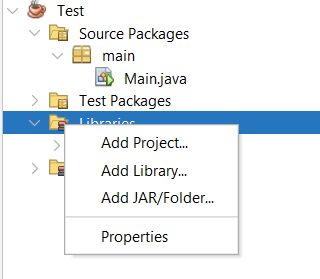 Test
Source Packages
main
Main.java
Test Packages
Libraries
Add Project...
Add Library...
Add JAR/Folder...
Properties